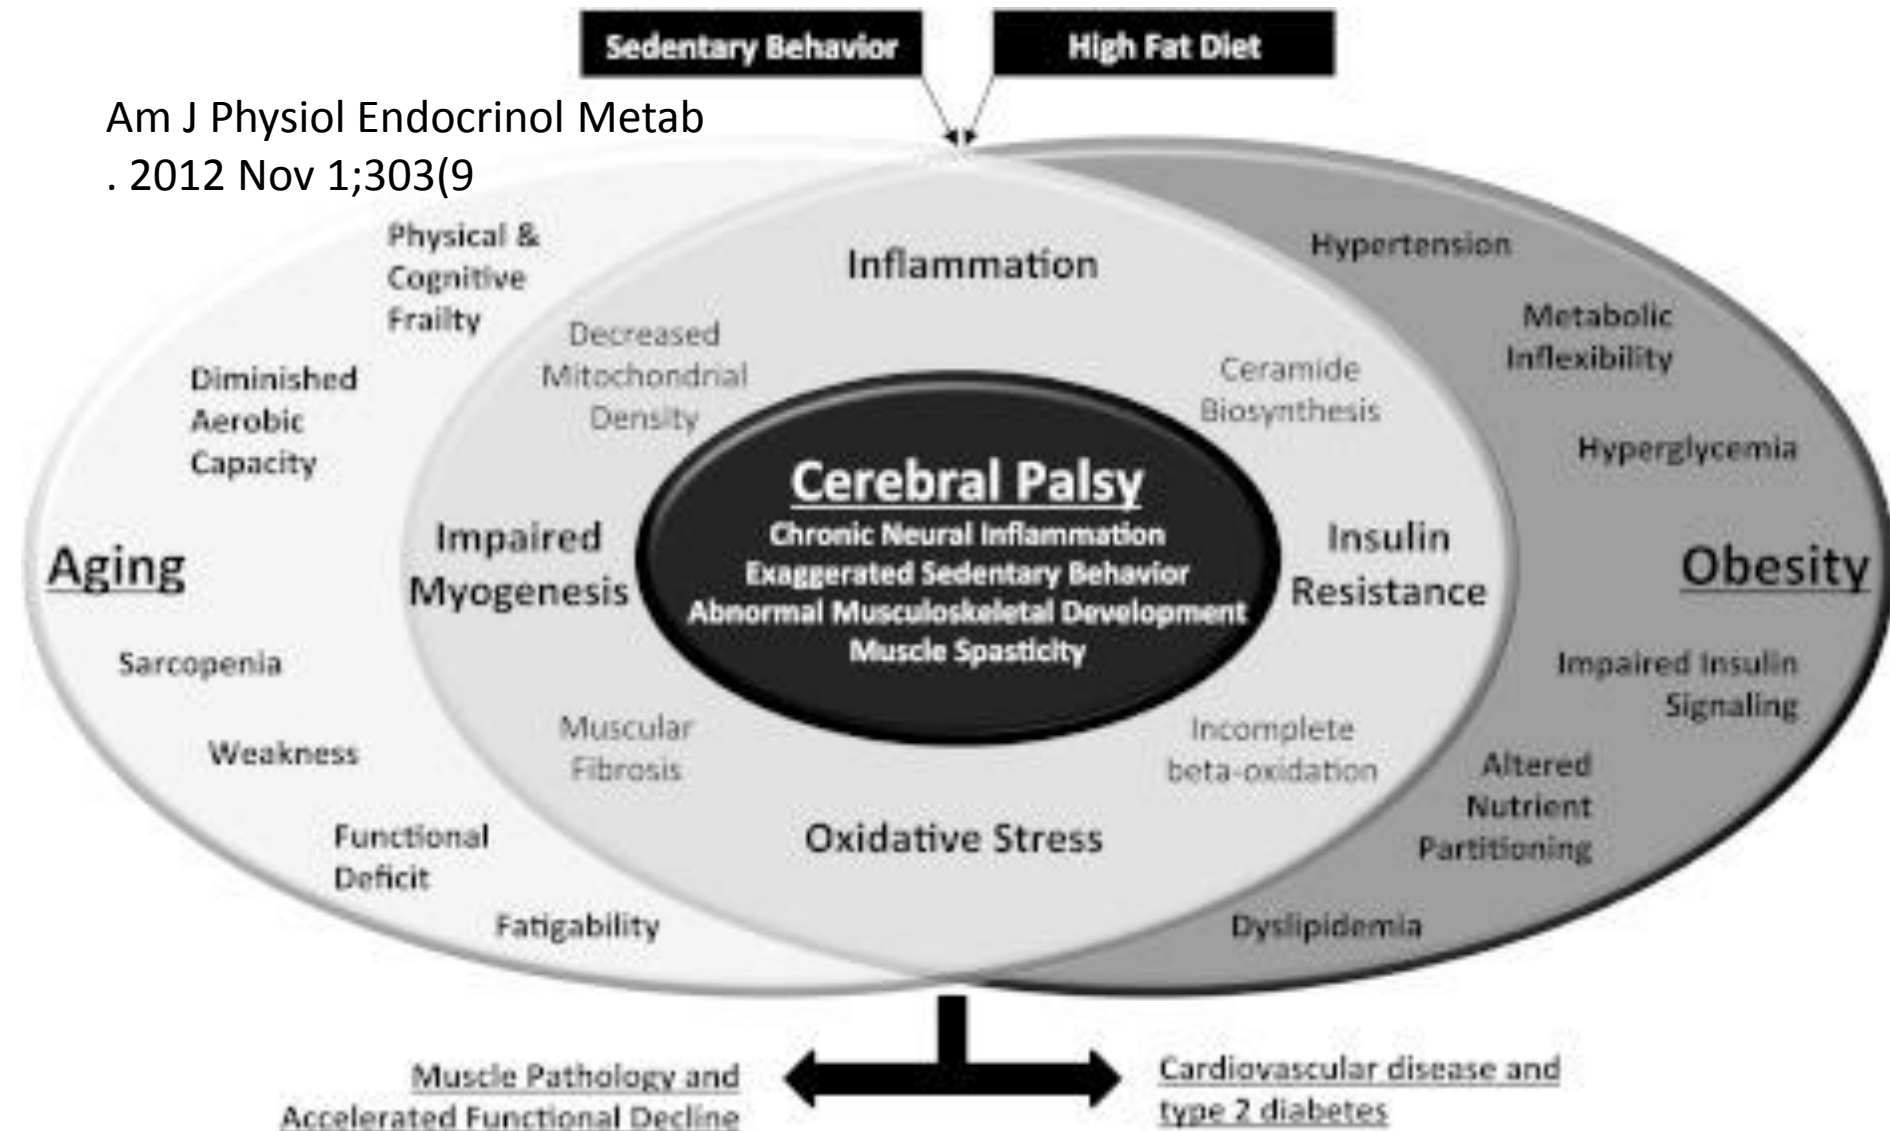 Sedentary Behavior
High Fat Diet
Am J Physiol Endocrinol Metab
. 2012 Nov 1;303(9
Physical &
Cognitive
Frailty
Diminished
Aerobic
Capacity
Aging
Sarcopenia
Weakness
Functional
Deficit
Fatigability
Inflammation
Decreased
Mitochondrial
Density
Ceramide
Biosynthesis
Impaired
Myogenesis
Cerebral Palsy
Chronic Neural Inflammation
Exaggerated Sedentary Behavior
Abnormal Musculoskeletal Development
Muscle Spasticity
Insulin
Resistance
Muscular
Fibrosis
Incomplete
beta-oxidation
Oxidative Stress
Hypertension
Metabolic
Inflexibility
Hyperglycemia
Obesity
Impaired Insulin
Signaling
Altered
Nutrient
Partitioning
Dyslipidemia
Muscle Pathology and
Accelerated Functional Decline
Cardiovascular disease and
type 2 diabetes